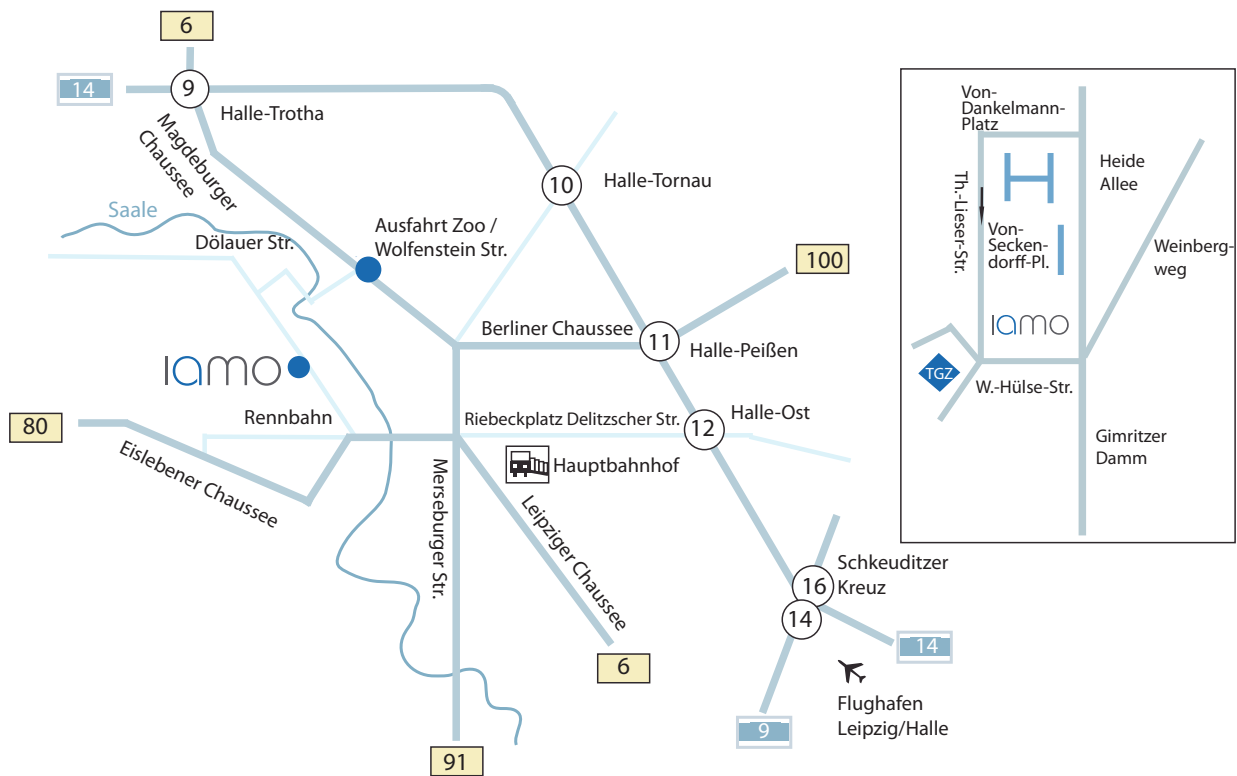 6
14
9
Halle-Trotha
Magdeburger
Chaussee
Saale
Dölauer Str.
Ausfahrt Zoo /
Wolfenstein Str.
10
Halle-Tornau
100
Berliner Chaussee
11
Halle-Peißen
iamo
Rennbahn
80
Eislebener Chaussee
Riebeckplatz Delitzscher Str.
Halle-Ost
12
Hauptbahnhof
Merseburger Str.
Leipziger Chaussee
Schkeuditzer
Kreuz
16
14
14
6
Flughafen
Leipzig/Halle
9
91
Von-
Dankelmann-
Platz
Heide
Allee
Th.-Lieser-Str.
Von-
Secken-
dorff-Pl.
Weinberg-
weg
iamo
TGZ
W.-Hülse-Str.
Gimritzer
Damm